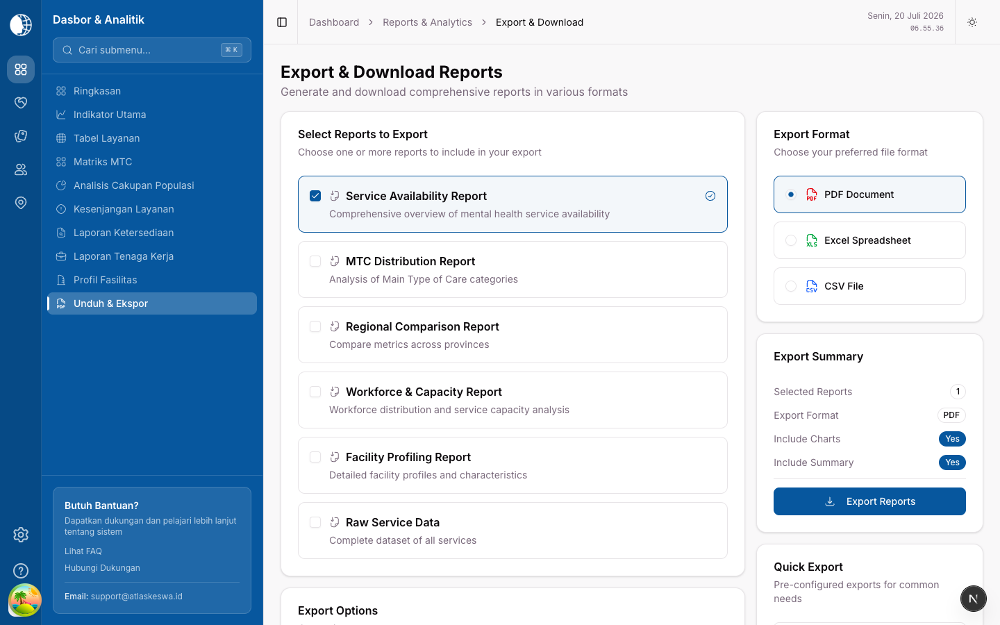 Dasbor & Analitik
Cari submenu...
⌘ K
Ringkasan
Indikator Utama
Tabel Layanan
Matriks MTC
Analisis Cakupan Populasi
Kesenjangan Layanan
Laporan Ketersediaan
Laporan Tenaga Kerja
Profil Fasilitas
Unduh & Ekspor
Butuh Bantuan?
Dapatkan dukungan dan pelajari lebih lanjut
tentang sistem
Lihat FAQ
Hubungi Dukungan
Email: support@atlaskeswa.id
Dashboard > Reports & Analytics > Export & Download
Senin, 20 Juli 2026
06.55.36
Export & Download Reports
Generate and download comprehensive reports in various formats
Select Reports to Export
Choose one or more reports to include in your export
Service Availability Report
Comprehensive overview of mental health service availability
MTC Distribution Report
Analysis of Main Type of Care categories
Regional Comparison Report
Compare metrics across provinces
Workforce & Capacity Report
Workforce distribution and service capacity analysis
Facility Profiling Report
Detailed facility profiles and characteristics
Raw Service Data
Complete dataset of all services
Export Options
Export Format
Choose your preferred file format
PDF PDF Document
XLS Excel Spreadsheet
CSV CSV File
Export Summary
Selected Reports 1
Export Format PDF
Include Charts Yes
Include Summary Yes
Export Reports
Quick Export
Pre-configured exports for common
needs
N